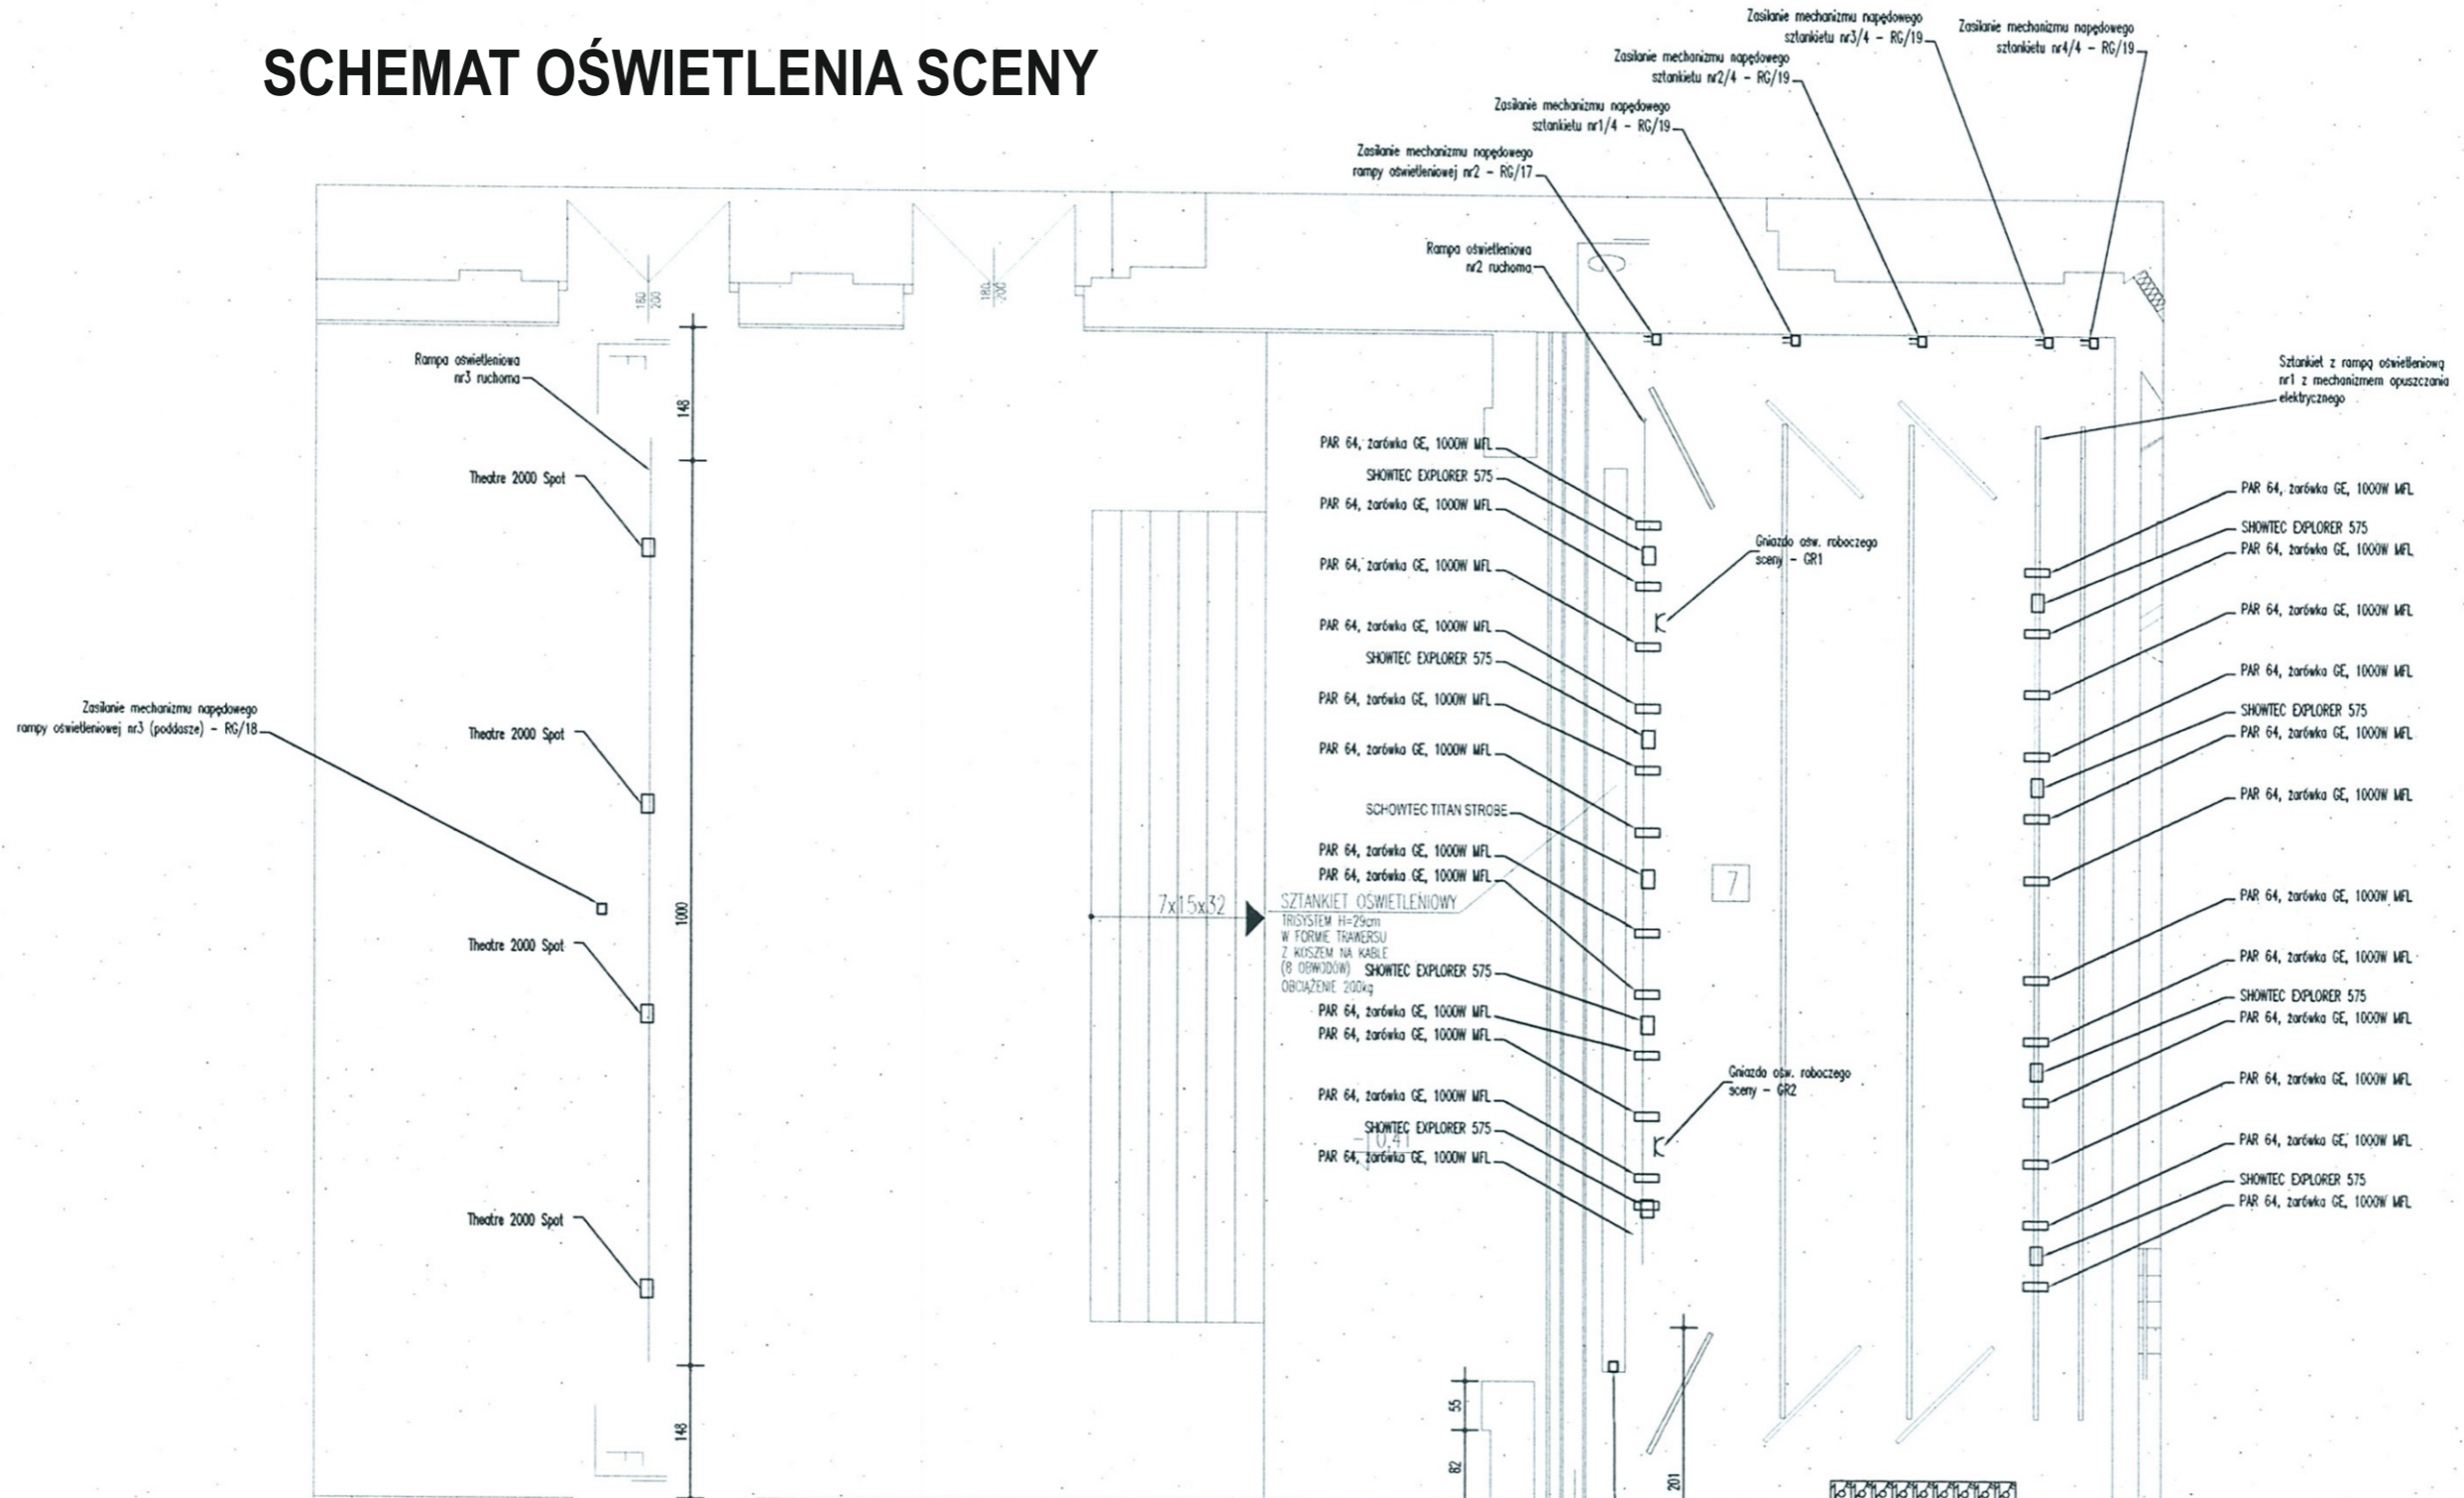 SCHEMAT OŚWIETLENIA SCENY
Zasilanie mechanizmu napędowego
sztankietu nr3/4 - RG/19
Zasilanie mechanizmu napędowego
sztankietu nr4/4 - RG/19
Zasilanie mechanizmu napędowego
sztankietu nr2/4 - RG/19
Zasilanie mechanizmu napędowego
sztankietu nr1/4 - RG/19
Zasilanie mechanizmu napędowego
rampy oświetleniowej nr2 - RG/17
Rampa oświetleniowa
nr2 ruchoma
180
200
180
200
Rampa oświetleniowa
nr3 ruchoma
148
Theatre 2000 Spot
Zasilanie mechanizmu napędowego
rampy oświetleniowej nr3 (poddasze) - RG/18
Theatre 2000 Spot
1000
Theatre 2000 Spot
Theatre 2000 Spot
148
7x15x32
PAR 64, żarówka GE, 1000W MFL
SHOWTEC EXPLORER 575
PAR 64, żarówka GE, 1000W MFL
PAR 64, żarówka GE, 1000W MFL
PAR 64, żarówka GE, 1000W MFL
SHOWTEC EXPLORER 575
PAR 64, żarówka GE, 1000W MFL
PAR 64, żarówka GE, 1000W MFL
SCHOWTEC TITAN STROBE
PAR 64, żarówka GE, 1000W MFL
PAR 64, żarówka GE, 1000W MFL
SZTANKIET OŚWIETLENIOWY
TRISYSTEM H=29cm
W FORMIE TRAWERSU
Z KOSZEM NA KABLE
(8 OBWODÓW)
OBCIĄŻENIE 200kg
SHOWTEC EXPLORER 575
PAR 64, żarówka GE, 1000W MFL
PAR 64, żarówka GE, 1000W MFL
PAR 64, żarówka GE, 1000W MFL
SHOWTEC EXPLORER 575
PAR 64, żarówka GE, 1000W MFL
Gniazdo ośw. roboczego
sceny - GR1
7
Gniazdo ośw. roboczego
sceny - GR2
55
82
201
Sztankiet z rampą oświetleniową
nr1 z mechanizmem opuszczania
elektrycznego
PAR 64, żarówka GE, 1000W MFL
SHOWTEC EXPLORER 575
PAR 64, żarówka GE, 1000W MFL
PAR 64, żarówka GE, 1000W MFL
PAR 64, żarówka GE, 1000W MFL
SHOWTEC EXPLORER 575
PAR 64, żarówka GE, 1000W MFL
PAR 64, żarówka GE, 1000W MFL
PAR 64, żarówka GE, 1000W MFL
PAR 64, żarówka GE, 1000W MFL
SHOWTEC EXPLORER 575
PAR 64, żarówka GE, 1000W MFL
PAR 64, żarówka GE, 1000W MFL
PAR 64, żarówka GE, 1000W MFL
SHOWTEC EXPLORER 575
PAR 64, żarówka GE, 1000W MFL